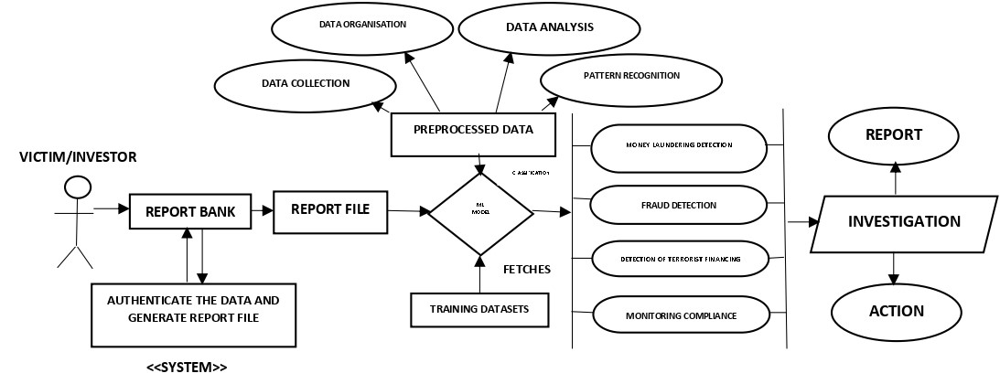 DATA ORGANISATION
DATA ANALYSIS
DATA COLLECTION
PATTERN RECOGNITION
PREPROCESSED DATA
VICTIM/INVESTOR
REPORT BANK
REPORT FILE
AUTHENTICATE THE DATA AND
GENERATE REPORT FILE
<<SYSTEM>>
CLASSIFICATION
ML
MODEL
FETCHES
TRAINING DATASETS
MONEY LAUNDERING DETECTION
FRAUD DETECTION
DETECTION OF TERRORIST FINANCING
MONITORING COMPLIANCE
REPORT
INVESTIGATION
ACTION